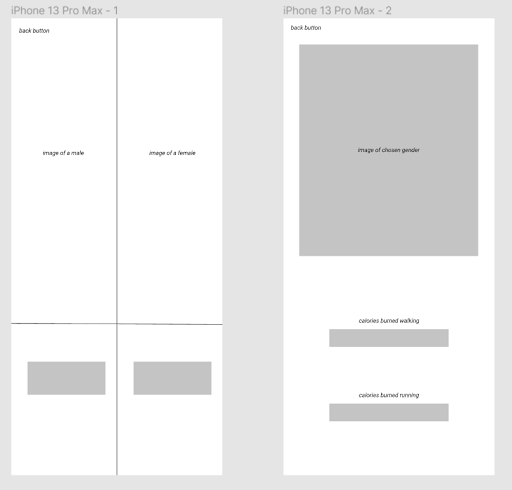 iPhone 13 Pro Max - 1
back button
image of a male
image of a female
iPhone 13 Pro Max - 2
back button
image of chosen gender
calories burned walking
calories burned running